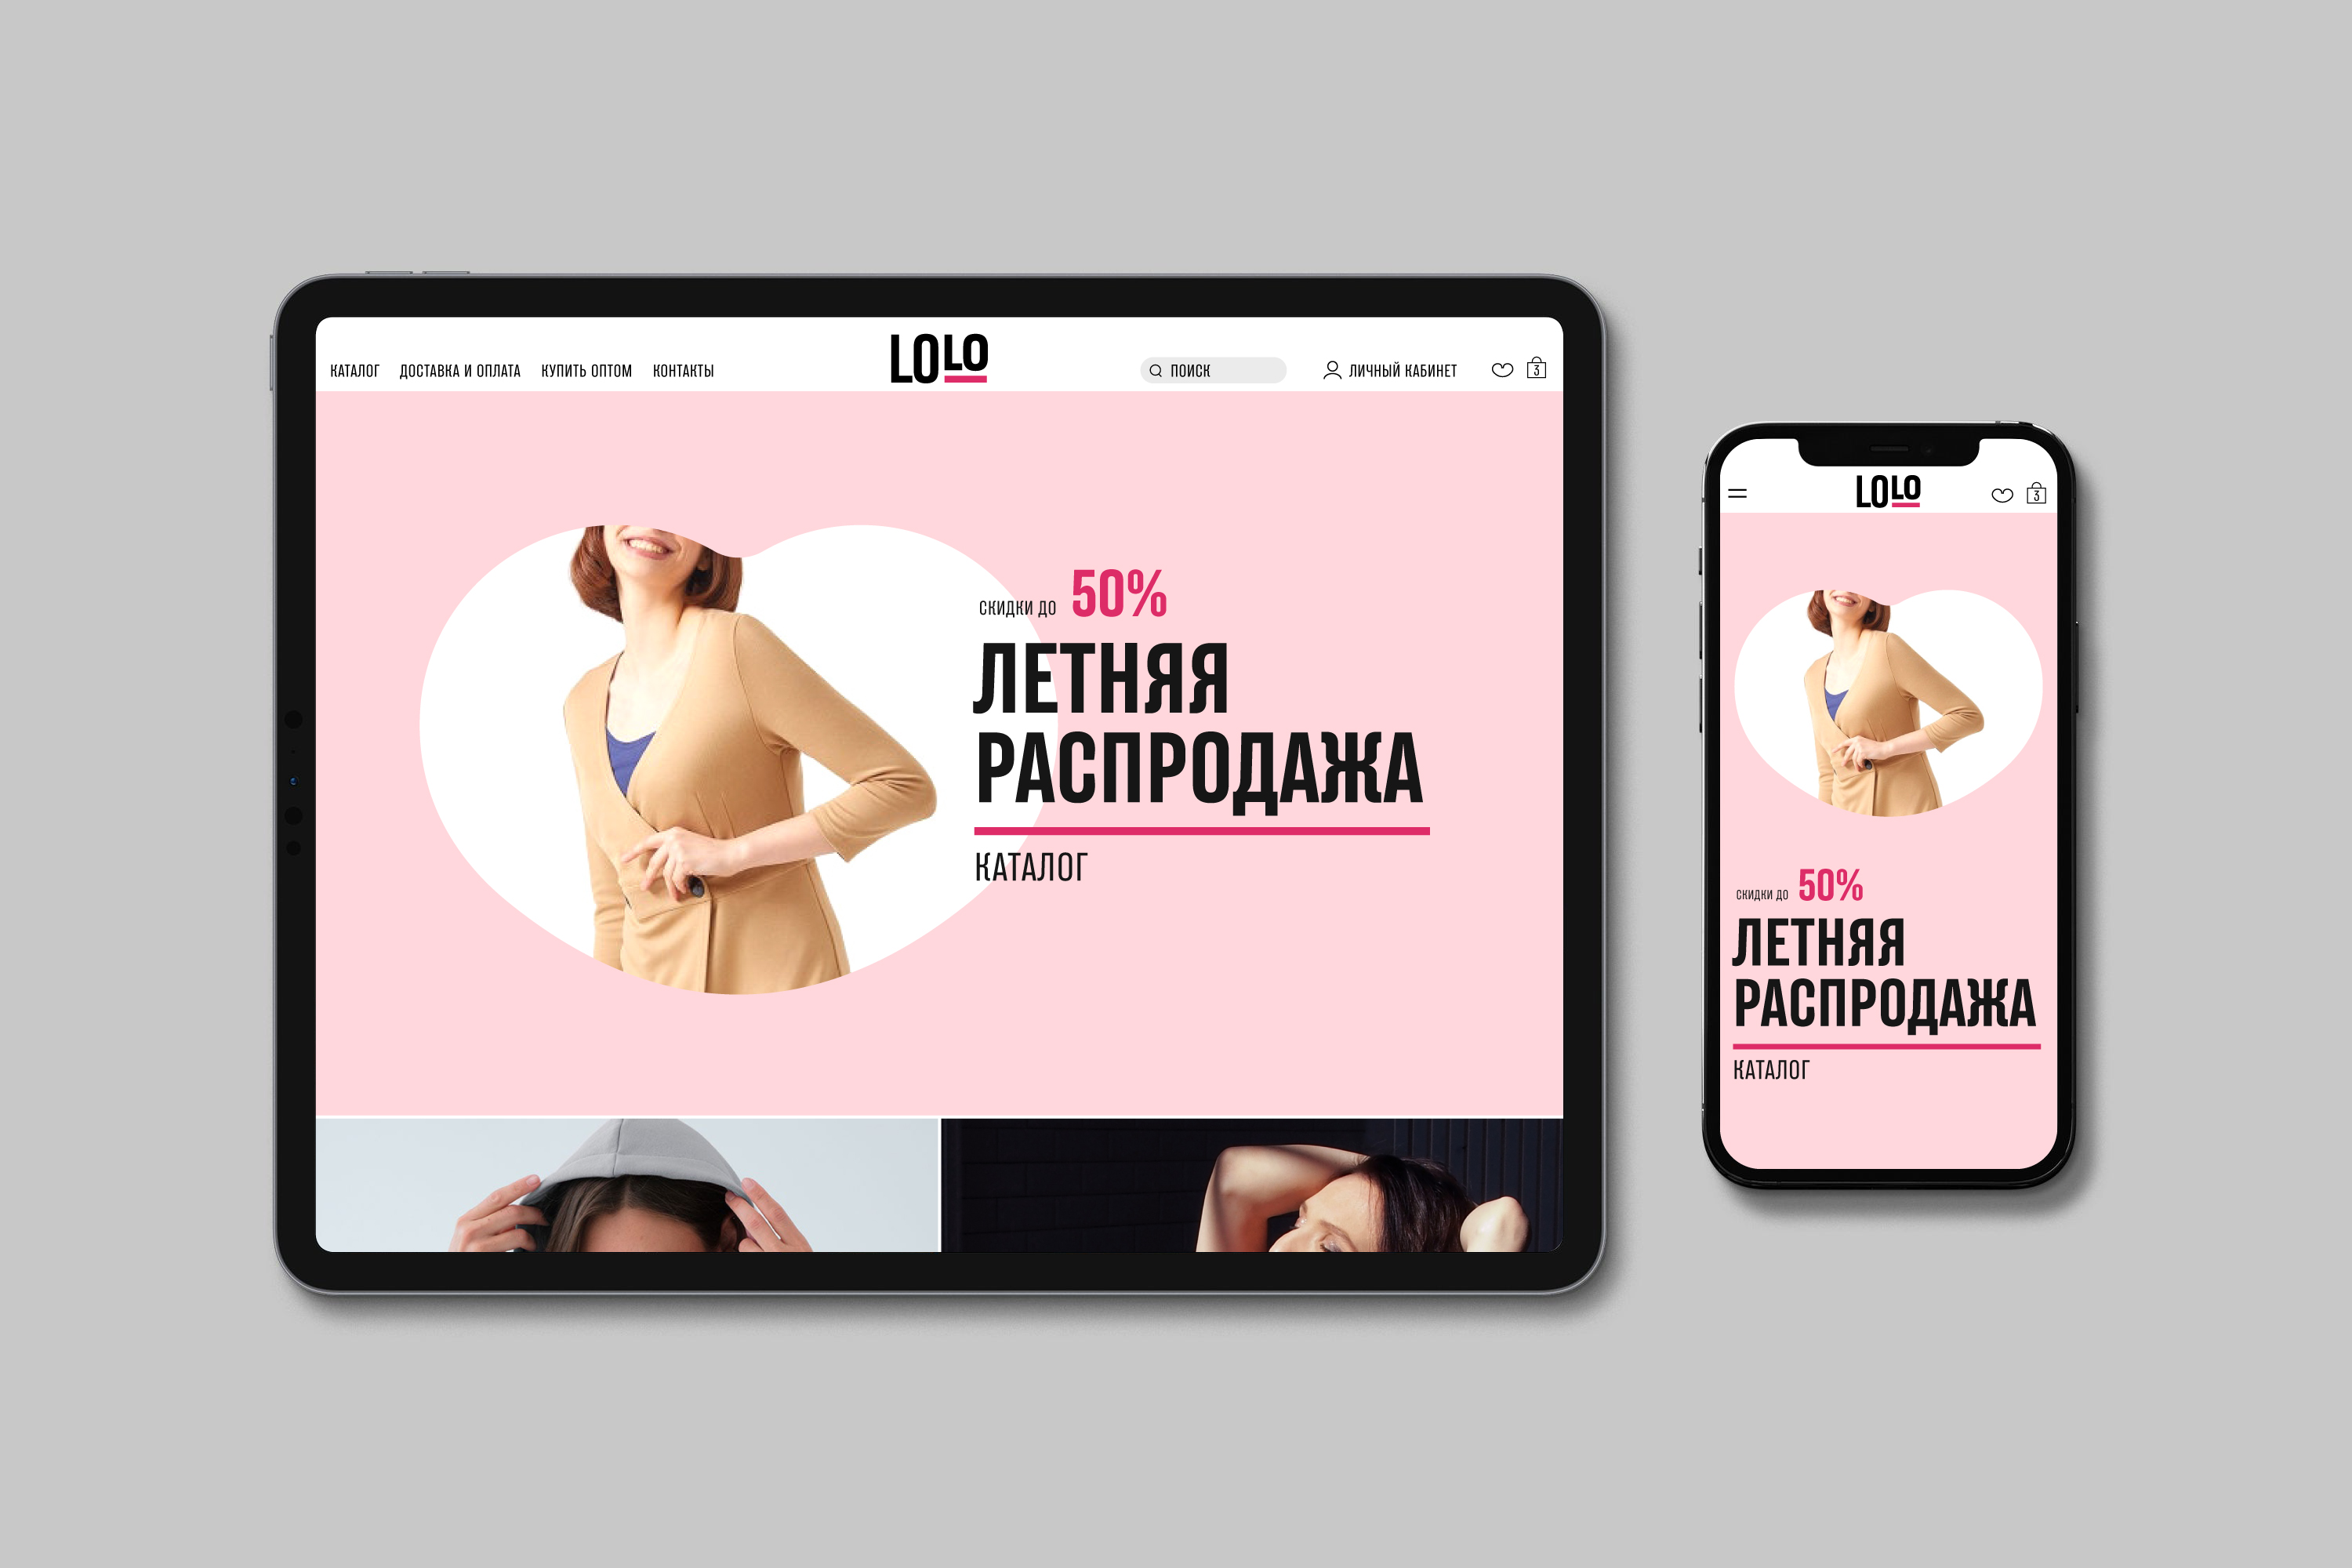 КАТАЛОГ ДОСТАВКА И ОПЛАТА КУПИТЬ ОПТОМ КОНТАКТЫ LOLO ПОИСК ЛИЧНЫЙ КАБИНЕТ 3
СКИДКИ ДО 50%
ЛЕТНЯЯ
РАСПРОДАЖА
КАТАЛОГ
LOLO 3
СКИДКИ ДО 50%
ЛЕТНЯЯ
РАСПРОДАЖА
КАТАЛОГ